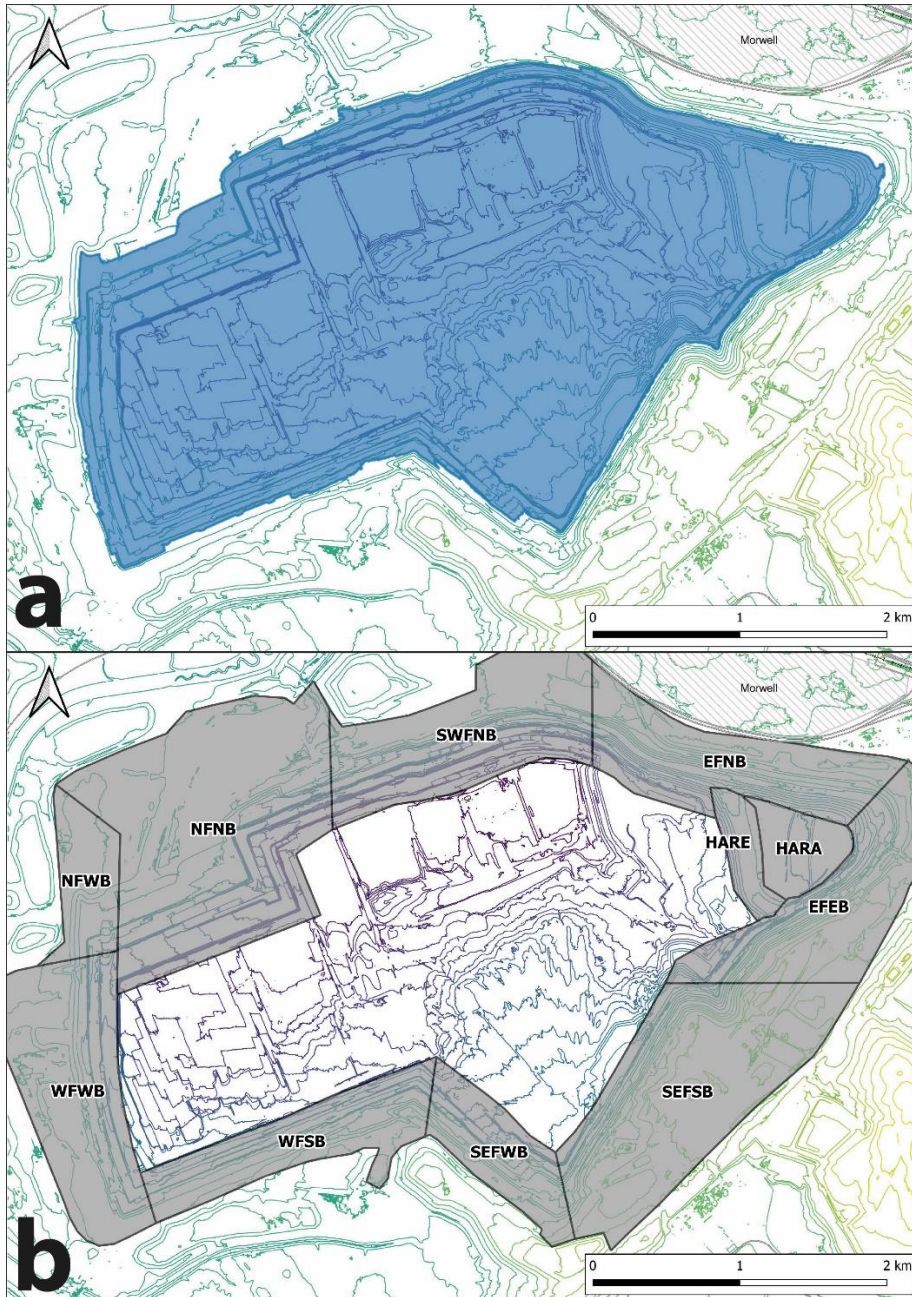 Morwell
a
0 1 2 km
Morwell
SWFNB
EFNB
NFNB
HARE
HARA
NFWB
EFEB
WFWB
SEFSB
WFSB
SEFWB
b
0 1 2 km